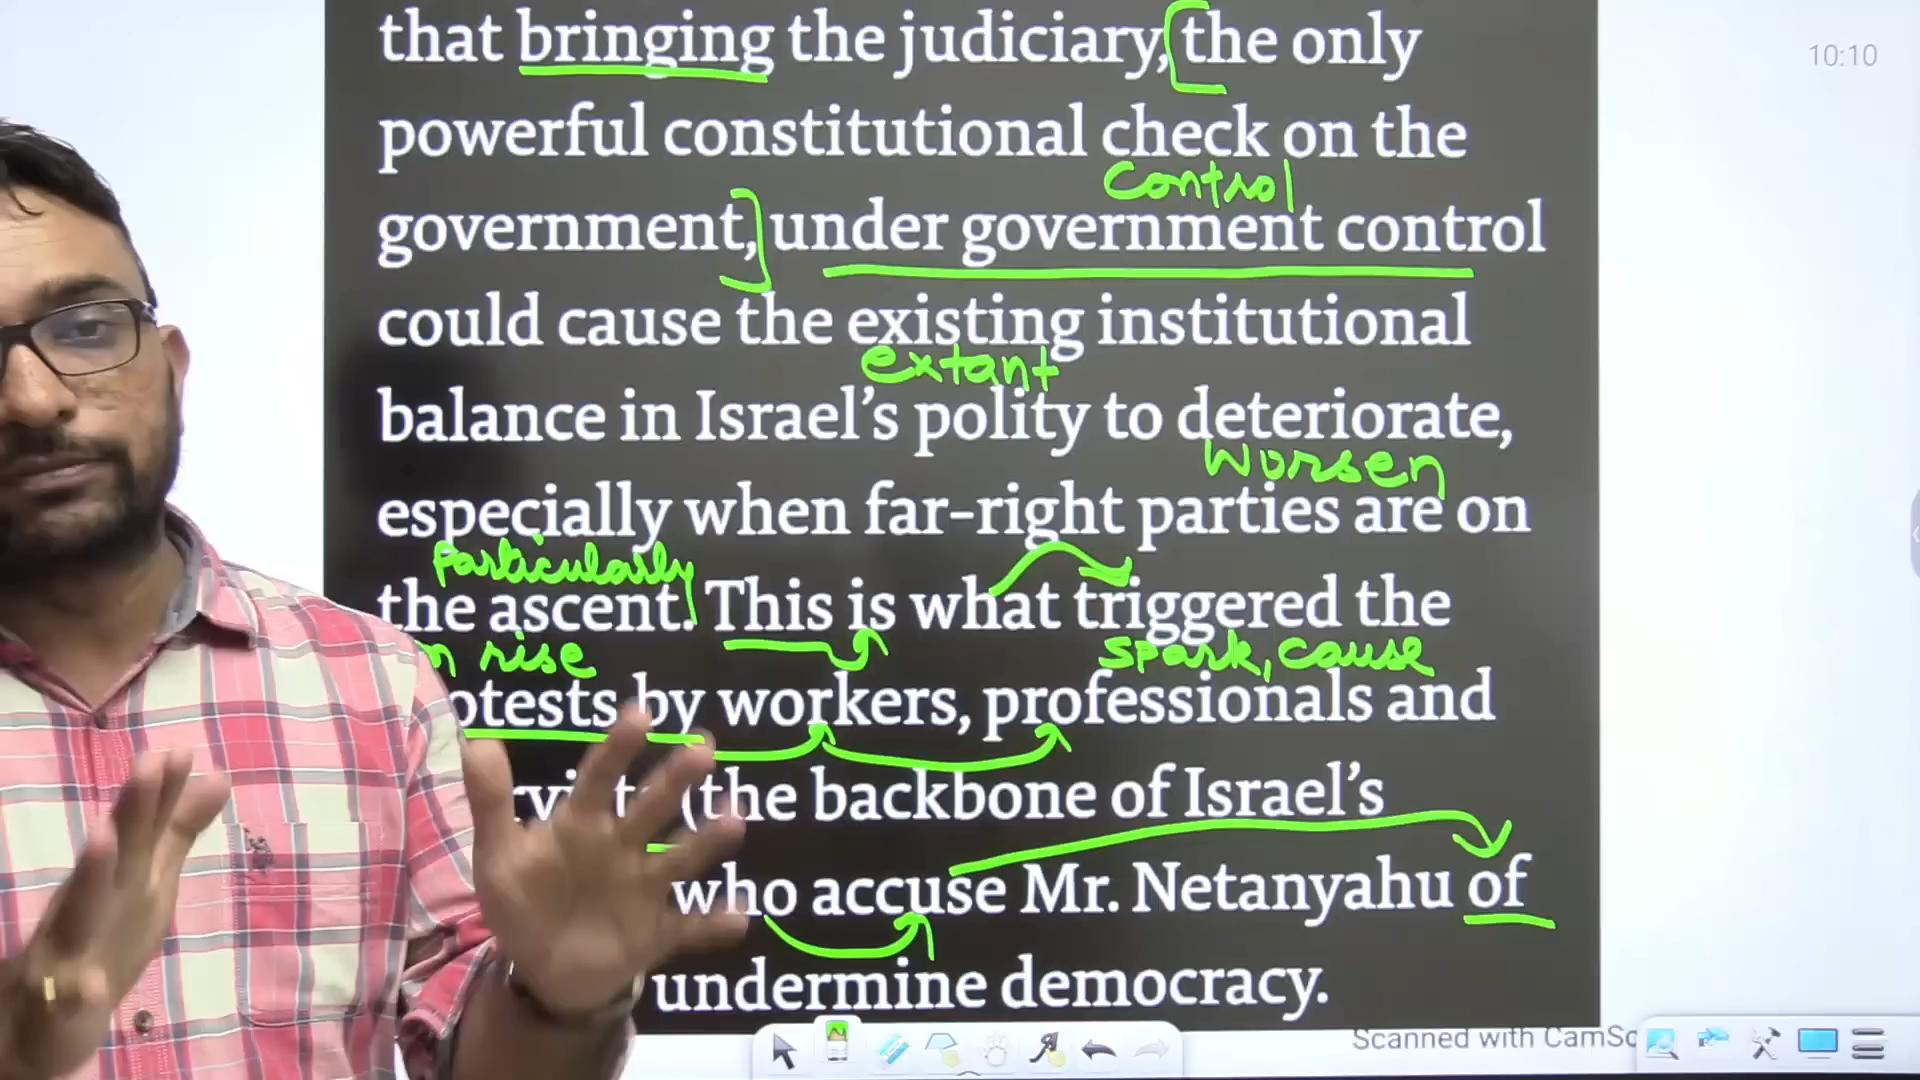 that bringing the judiciary, the only
10:10
powerful constitutional check on the
control
government, under government control
could cause the existing institutional
extant
balance in Israel's polity to deteriorate,
worsen
especially when far-right parties are on
particularly
the ascent. This is what triggered the
rise
spark, cause
by workers, professionals and
(the backbone of Israel's
who accuse Mr. Netanyahu of
undermine democracy.
Scanned with CamSc